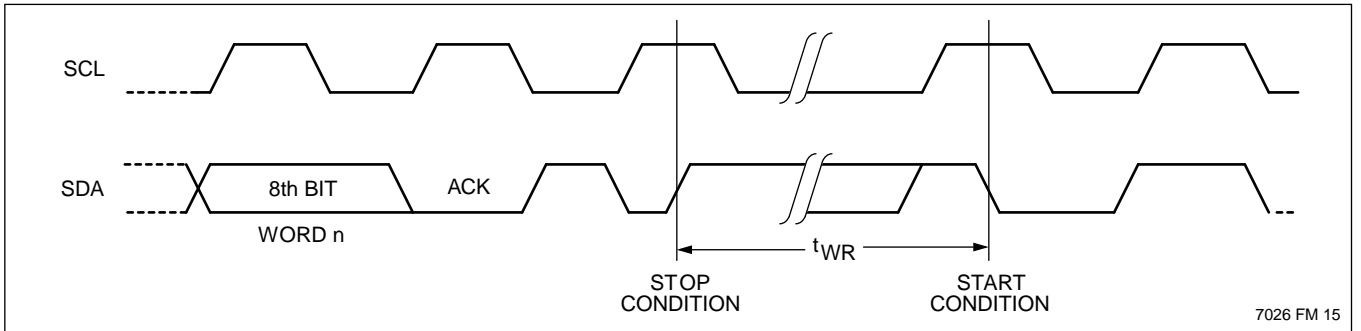 SCL
SDA
8th BIT
ACK
WORD n
tWR
STOP
CONDITION
START
CONDITION
7026 FM 15